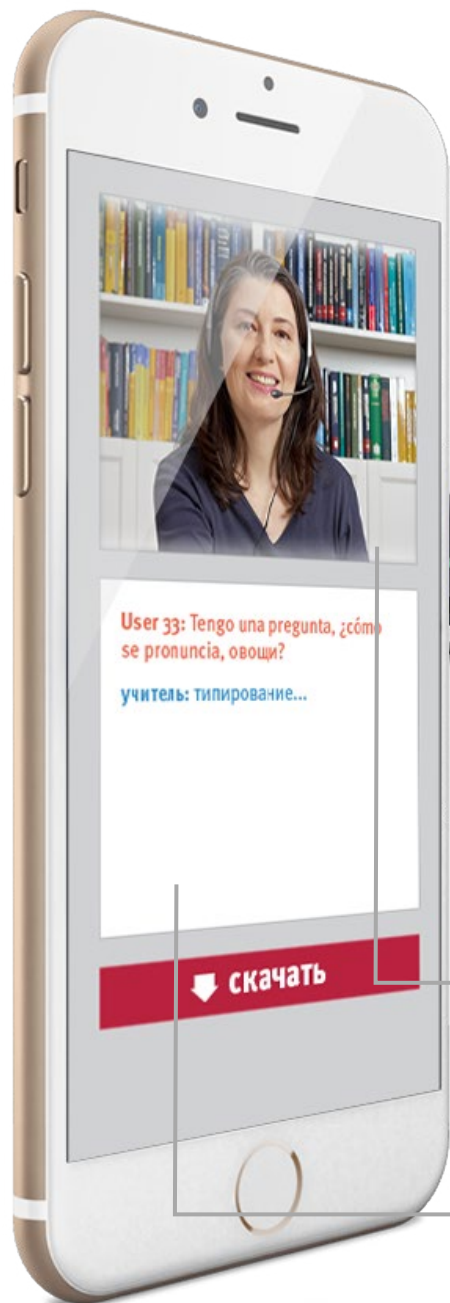 User 33: Tengo una pregunta, ¿cómo
se pronuncia, овощи?
учитель: типирование...
скачать